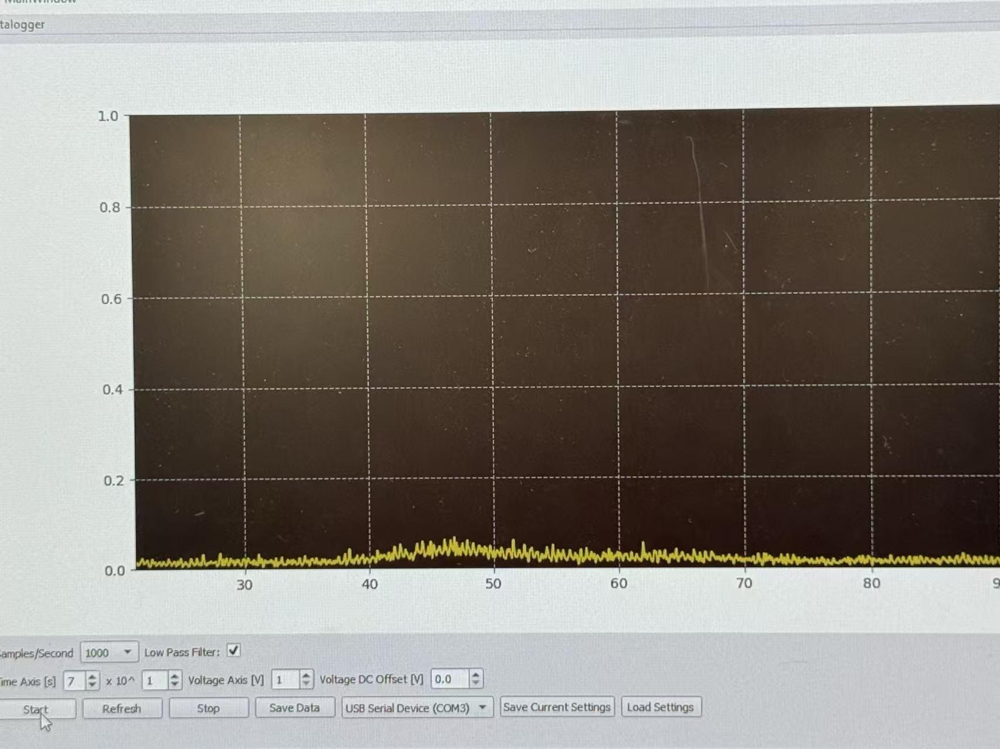 MainWindow
talogger
1.0
0.8
0.6
0.4
0.2
0.0
30 40 50 60 70 80 9
amples/Second 1000 Low Pass Filter:
ime Axis [s] 7 x 10^ 1 Voltage Axis [V] 1 Voltage DC Offset [V] 0.0
Start Refresh Stop Save Data USB Serial Device (COM3) Save Current Settings Load Settings